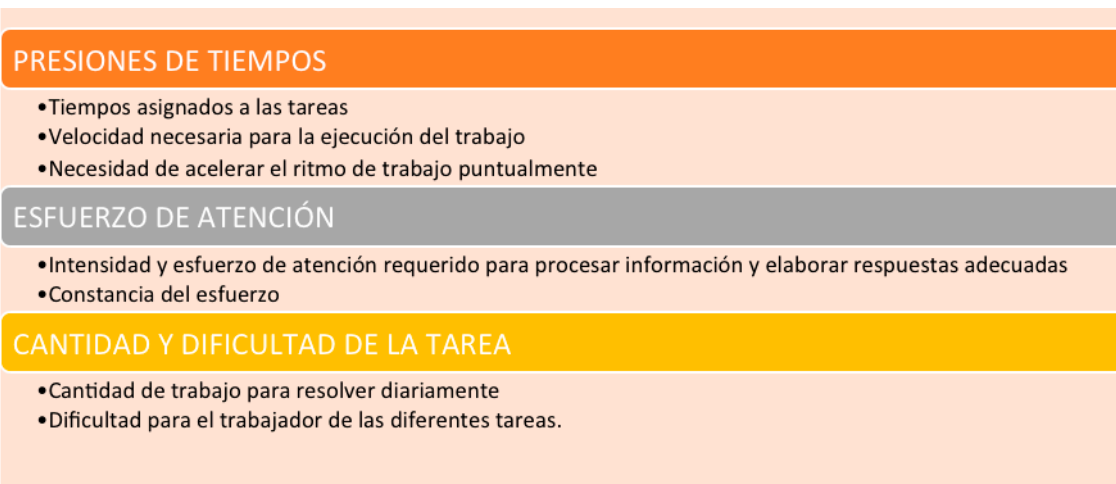 PRESIONES DE TIEMPOS
•Tiempos asignados a las tareas
•Velocidad necesaria para la ejecución del trabajo
•Necesidad de acelerar el ritmo de trabajo puntualmente
ESFUERZO DE ATENCIÓN
•Intensidad y esfuerzo de atención requerido para procesar información y elaborar respuestas adecuadas
•Constancia del esfuerzo
CANTIDAD Y DIFICULTAD DE LA TAREA
•Cantidad de trabajo para resolver diariamente
•Dificultad para el trabajador de las diferentes tareas.